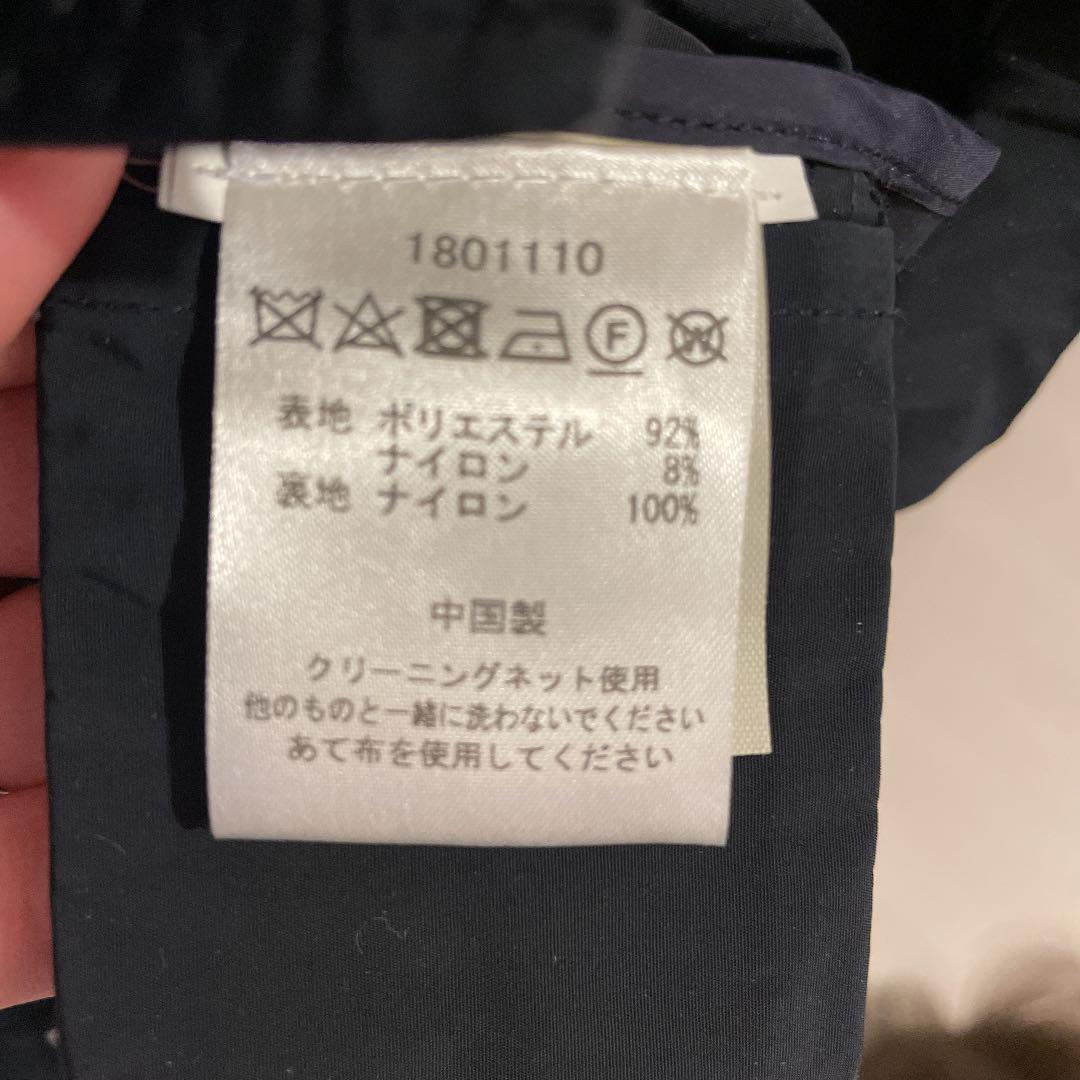 1801110
F W
表地 ポリエステル 92%
ナイロン 8%
裏地 ナイロン 100%
中国製
クリーニングネット使用
他のものと一緒に洗わないでください
あて布を使用してください